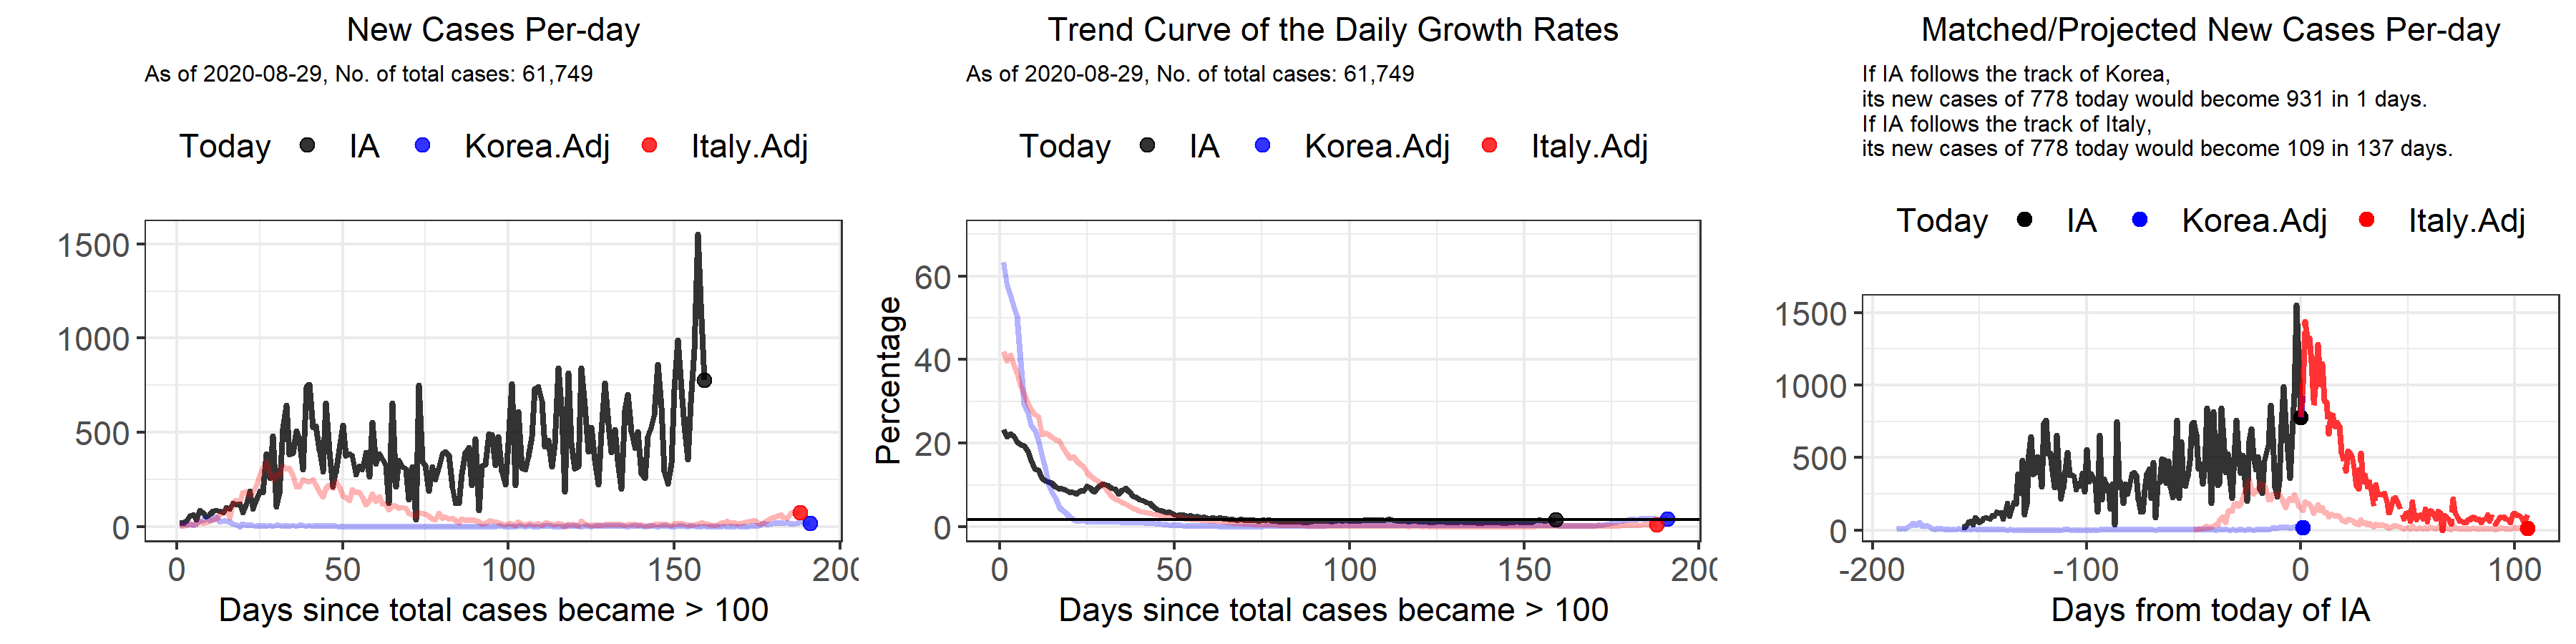 New Cases Per-day
As of 2020-08-29, No. of total cases: 61,749
Today IA Korea.Adj Italy.Adj
1500
1000
500
0
0 50 100 150 200
Days since total cases became > 100
Trend Curve of the Daily Growth Rates
As of 2020-08-29, No. of total cases: 61,749
Today IA Korea.Adj Italy.Adj
Percentage
60
40
20
0
0 50 100 150 200
Days since total cases became > 100
Matched/Projected New Cases Per-day
If IA follows the track of Korea,
its new cases of 778 today would become 931 in 1 days.
If IA follows the track of Italy,
its new cases of 778 today would become 109 in 137 days.
Today IA Korea.Adj Italy.Adj
1500
1000
500
0
-200 -100 0 100
Days from today of IA